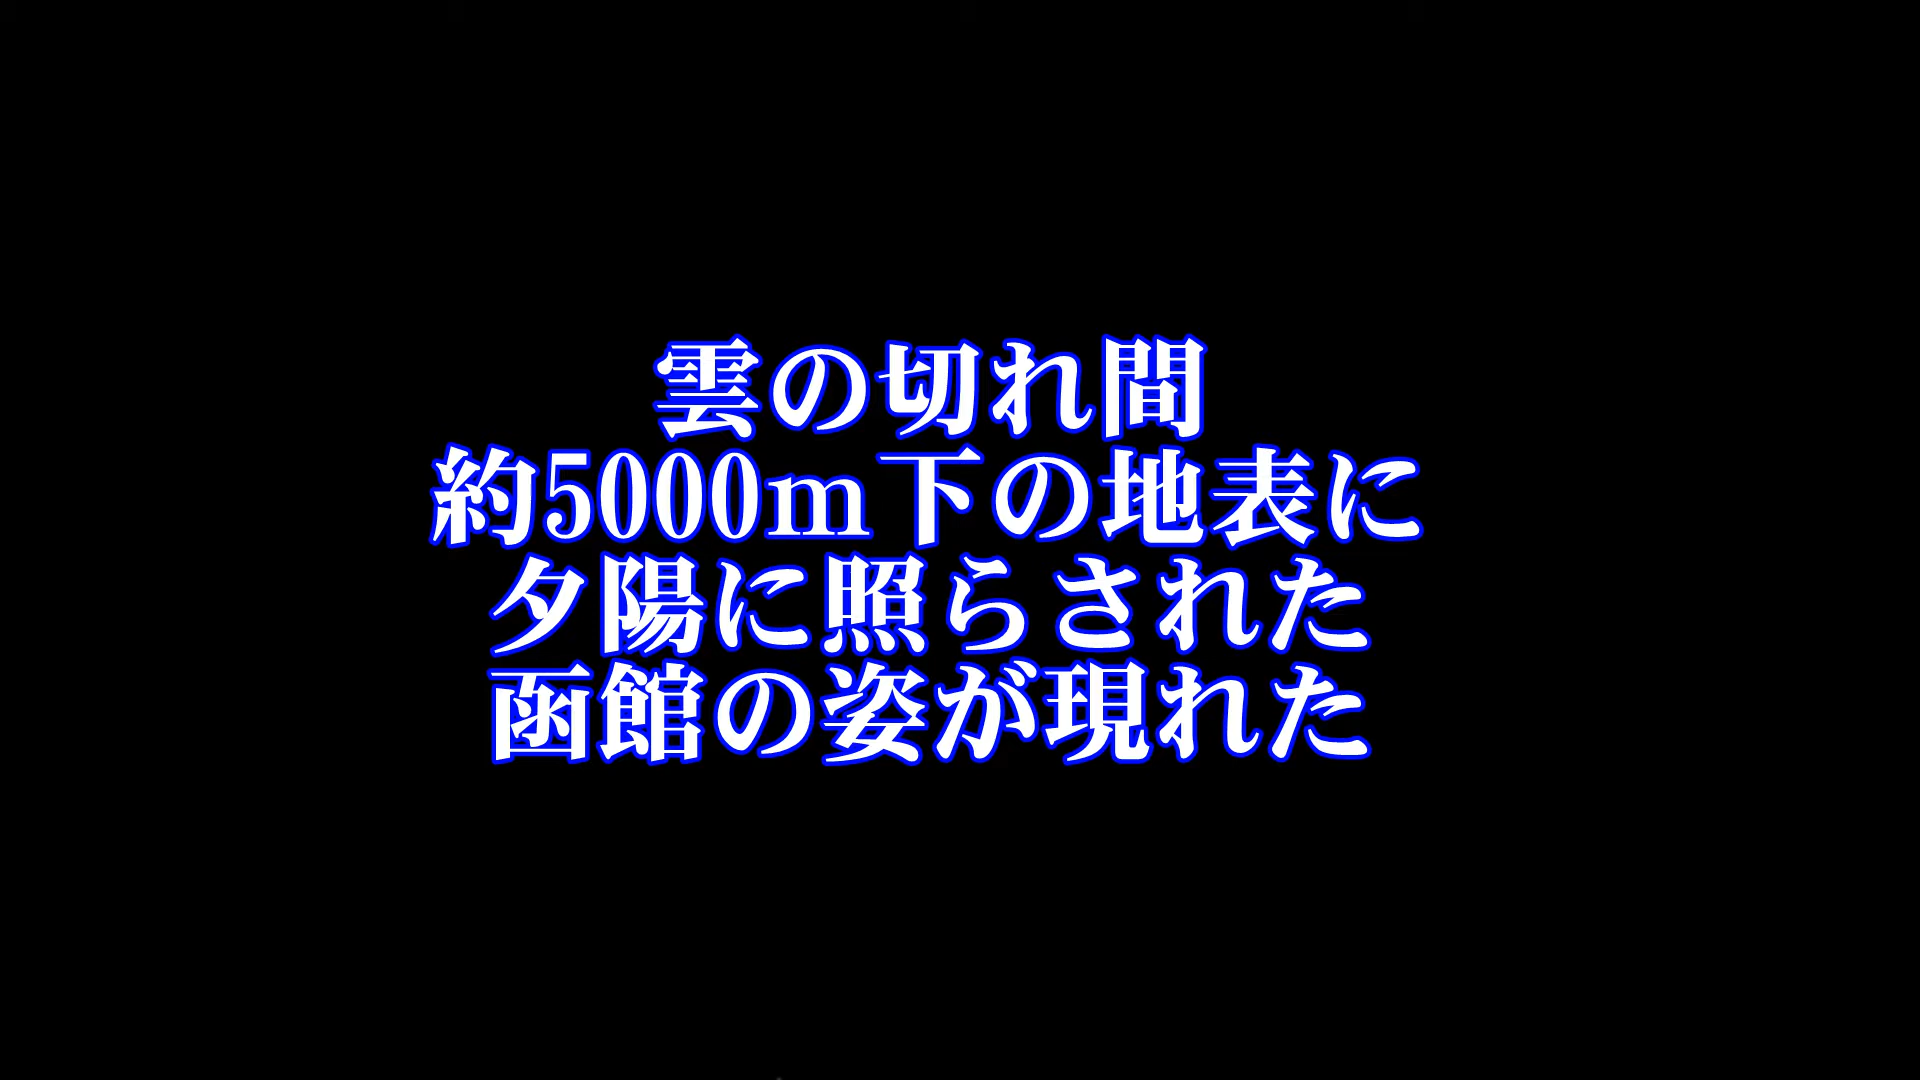 雲の切れ間
約5000ｍ下の地表に
夕陽に照らされた
函館の姿が現れた